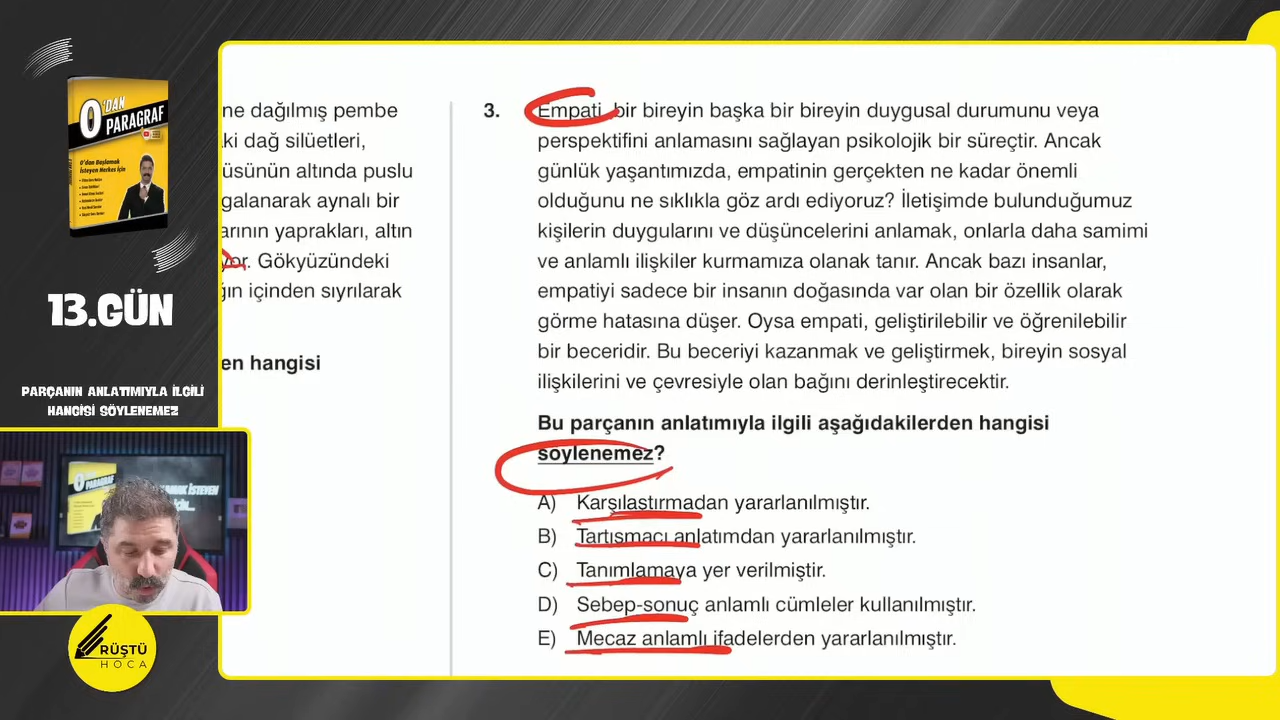 0'DAN
PARAGRAF
0'dan Başlamak
İsteyen Herkes İçin
13.GÜN
PARÇANIN ANLATIMIYLA İLGİLİ
HANGİSİ SÖYLENEMEZ
RÜŞTÜ
HOCA
ne dağılmış pembe
ki dağ silüetleri,
üsünün altında puslu
galanarak aynalı bir
arının yaprakları, altın
yor. Gökyüzündeki
ğın içinden sıyrılarak
en hangisi
3. Empati, bir bireyin başka bir bireyin duygusal durumunu veya
perspektifini anlamasını sağlayan psikolojik bir süreçtir. Ancak
günlük yaşantımızda, empatinin gerçekten ne kadar önemli
olduğunu ne sıklıkla göz ardı ediyoruz? İletişimde bulunduğumuz
kişilerin duygularını ve düşüncelerini anlamak, onlarla daha samimi
ve anlamlı ilişkiler kurmamıza olanak tanır. Ancak bazı insanlar,
empatiyi sadece bir insanın doğasında var olan bir özellik olarak
görme hatasına düşer. Oysa empati, geliştirilebilir ve öğrenilebilir
bir beceridir. Bu beceriyi kazanmak ve geliştirmek, bireyin sosyal
ilişkilerini ve çevresiyle olan bağını derinleştirecektir.
Bu parçanın anlatımıyla ilgili aşağıdakilerden hangisi
söylenemez?
A) Karşılaştırmadan yararlanılmıştır.
B) Tartışmacı anlatımdan yararlanılmıştır.
C) Tanımlamaya yer verilmiştir.
D) Sebep-sonuç anlamlı cümleler kullanılmıştır.
E) Mecaz anlamlı ifadelerden yararlanılmıştır.